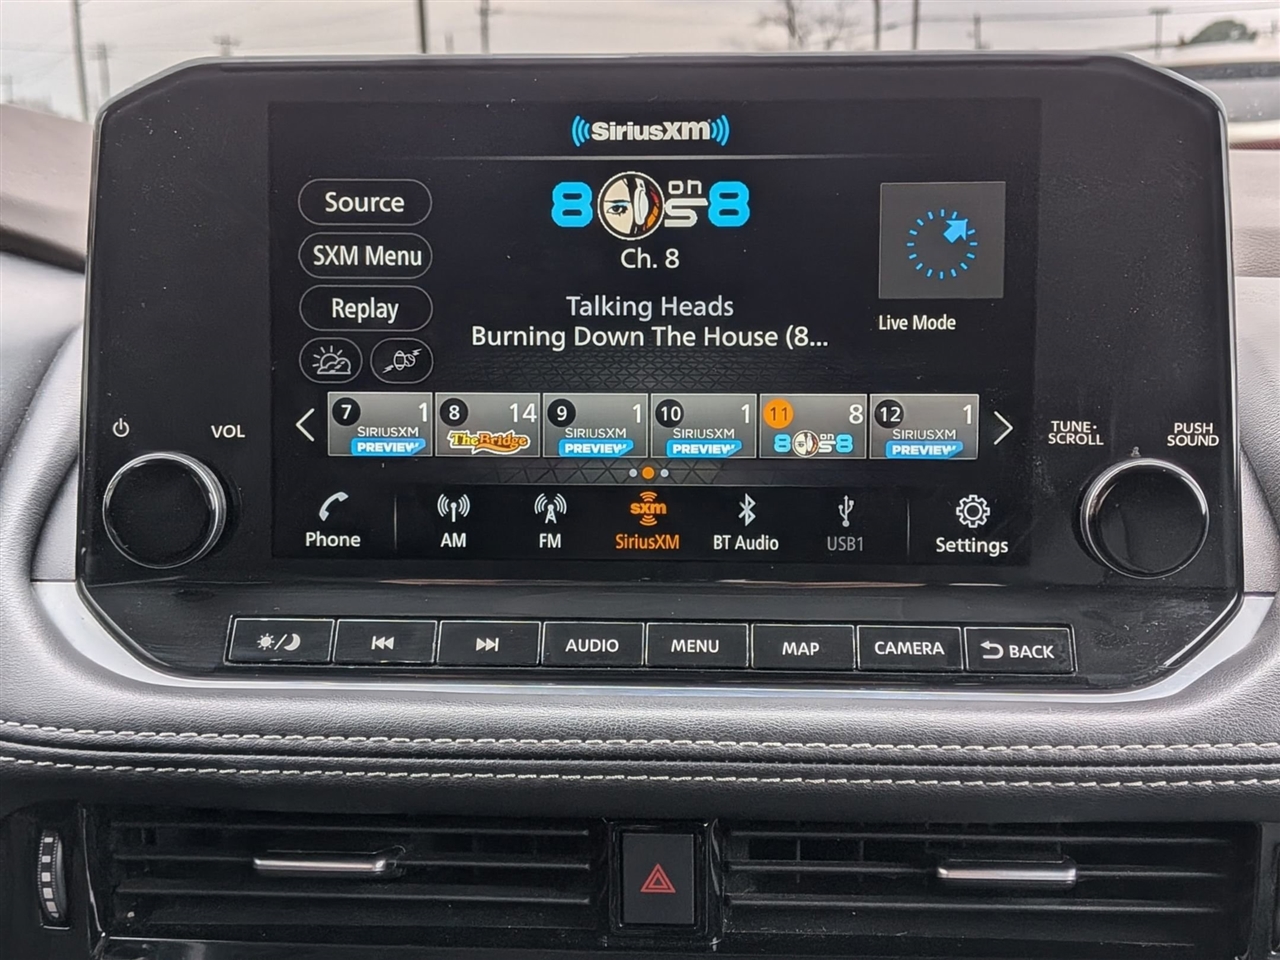 SiriusXM
Source
SXM Menu
Replay
8 on 8
80s
Ch. 8
Talking Heads
Burning Down The House (8...
Live Mode
7 1
SIRIUSXM
PREVIEW
8 14
The Bridge
9 1
SIRIUSXM
PREVIEW
10 1
SIRIUSXM
PREVIEW
11 8
80s on 8
12 1
SIRIUSXM
PREVIEW
VOL
TUNE·
SCROLL
PUSH
SOUND
Phone
AM
FM
sxm
SiriusXM
BT Audio
USB1
Settings
AUDIO
MENU
MAP
CAMERA
BACK